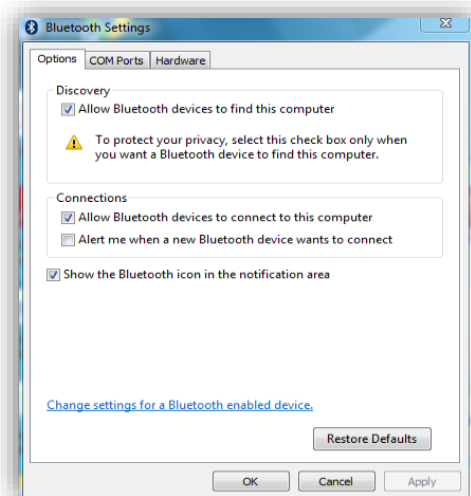 Bluetooth Settings
Options COM Ports Hardware
Discovery
Allow Bluetooth devices to find this computer
To protect your privacy, select this check box only when
you want a Bluetooth device to find this computer.
Connections
Allow Bluetooth devices to connect to this computer
Alert me when a new Bluetooth device wants to connect
Show the Bluetooth icon in the notification area
Change settings for a Bluetooth enabled device.
Restore Defaults
OK Cancel Apply